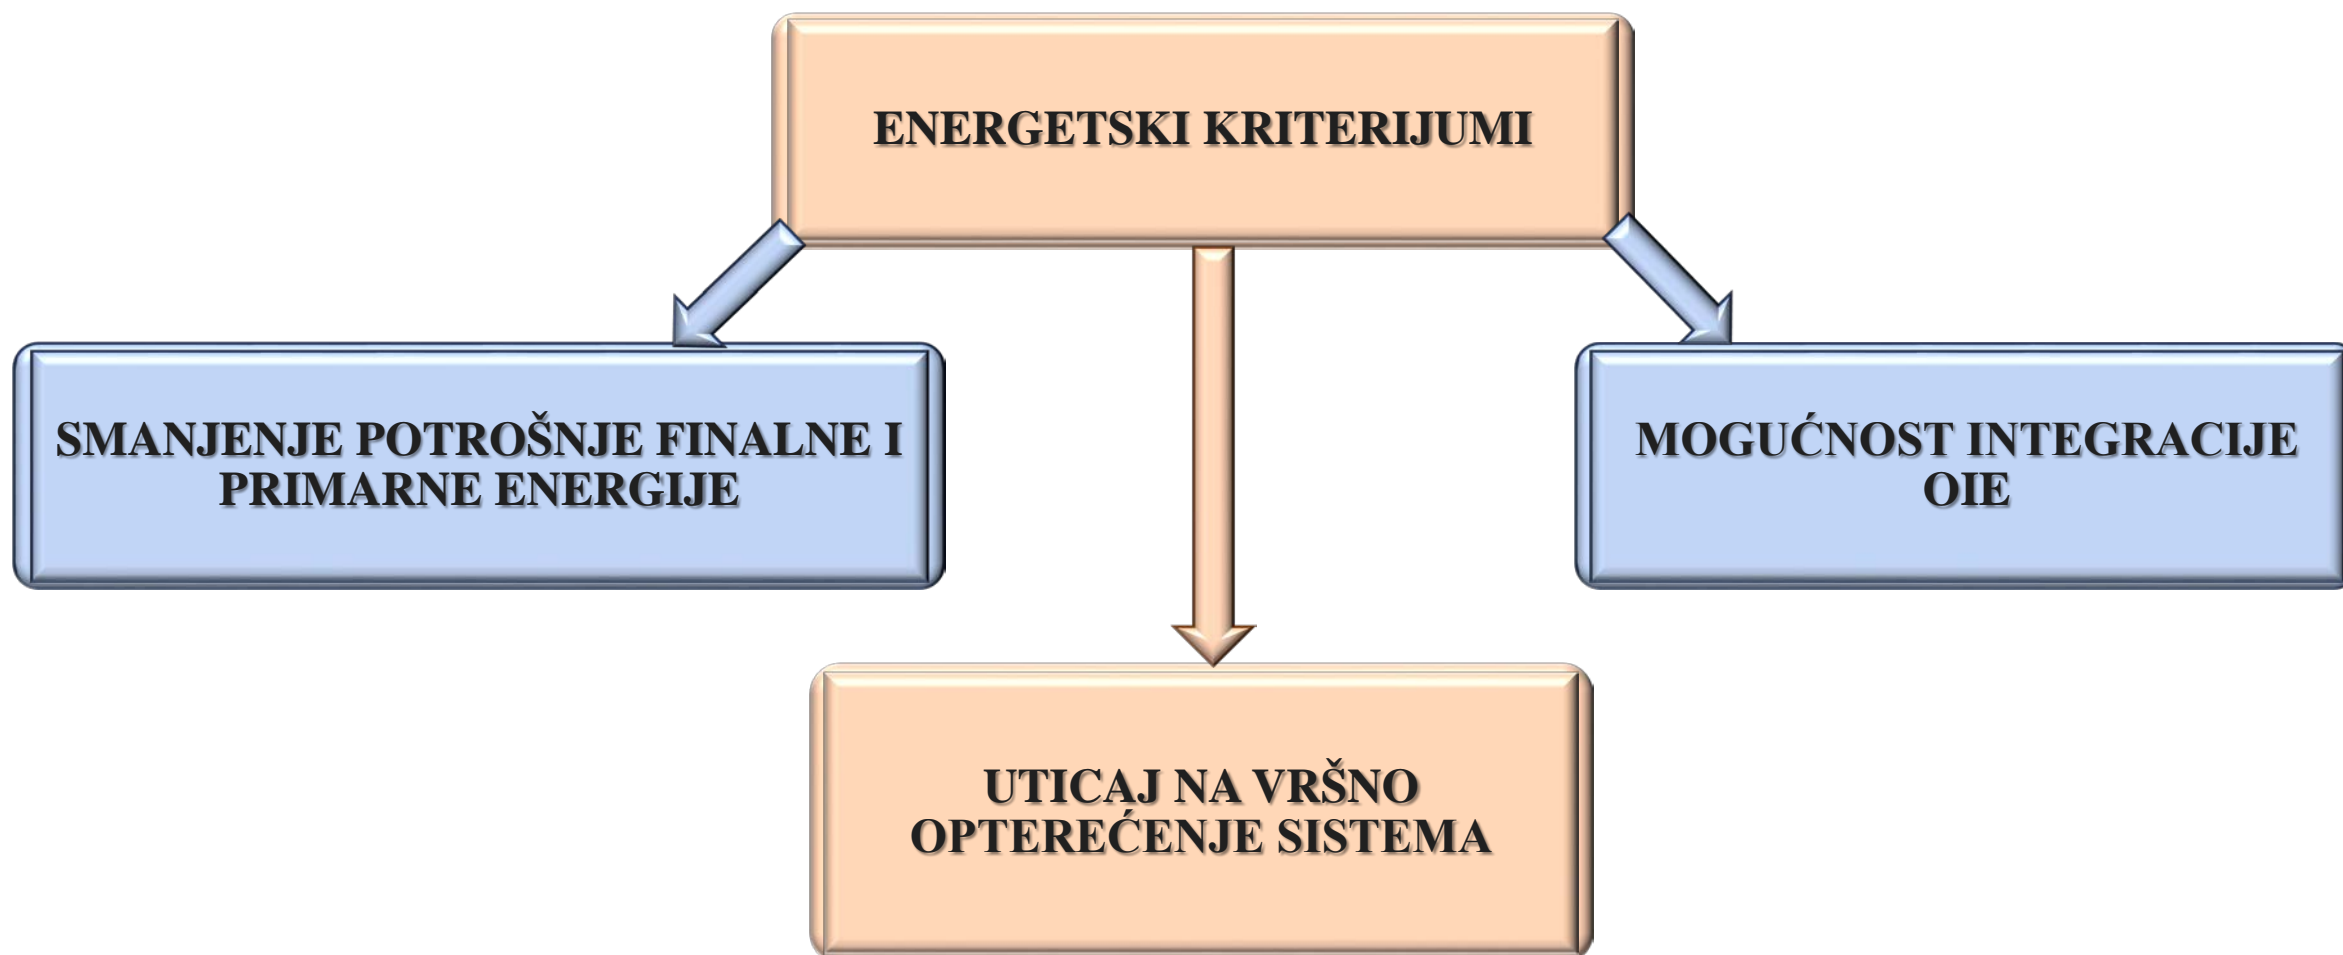 ENERGETSKI KRITERIJUMI
SMANJENJE POTROŠNJE FINALNE I
PRIMARNE ENERGIJE
MOGUĆNOST INTEGRACIJE
OIE
UTICAJ NA VRŠNO
OPTEREĆENJE SISTEMA